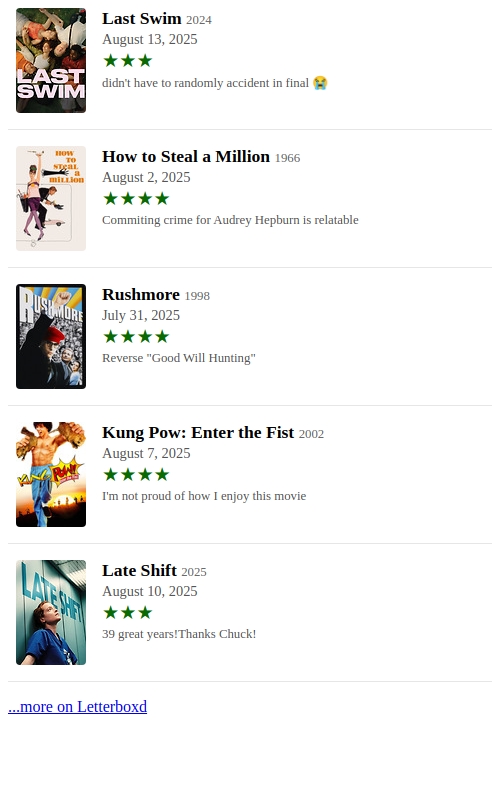 LAST
SWIM
Last Swim 2024
August 13, 2025
★★★
didn't have to randomly accident in final 😭
HOW
TO
STEAL
a
MILLION
How to Steal a Million 1966
August 2, 2025
★★★★
Commiting crime for Audrey Hepburn is relatable
RUSHMORE
Rushmore 1998
July 31, 2025
★★★★
Reverse "Good Will Hunting"
KUNG POW!
Kung Pow: Enter the Fist 2002
August 7, 2025
★★★★
I'm not proud of how I enjoy this movie
LATE SHIFT
Late Shift 2025
August 10, 2025
★★★
39 great years!Thanks Chuck!
...more on Letterboxd